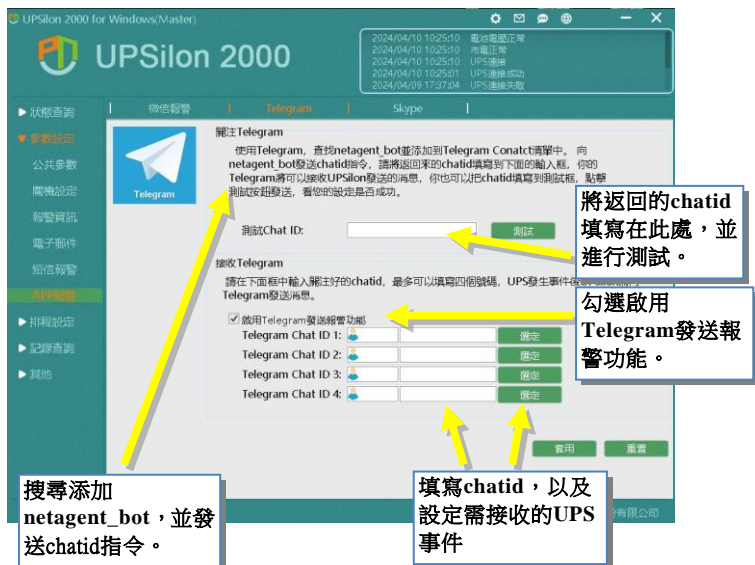 UPSilon 2000 for Windows(Master)
UPSilon 2000
2024/04/10 10:25:10 電池電壓正常
2024/04/10 10:25:10 市電正常
2024/04/10 10:25:10 UPS連接
2024/04/10 10:25:01 UPS連接成功
2024/04/09 17:37:04 UPS連接失敗
狀態查詢
參數設定
公共參數
關機設定
報警資訊
電子郵件
短信報警
APP報警
排程設定
記錄查詢
其他
微信報警 Telegram Skype
Telegram
關注Telegram
使用Telegram，查找netagent_bot並添加到Telegram Conatct清單中。 向
netagent_bot發送chatid指令，請將返回來的chatid填寫到下面的輸入框，你的
Telegram將可以接收UPSilon發送的消息，你也可以把chatid填寫到測試框，點擊
測試按鈕發送，看您的設定是否成功。
測試Chat ID: 測試
接收Telegram
請在下面框中輸入關注好的chatid，最多可以填寫四個號碼，UPS發生事件後
Telegram發送消息。
啟用Telegram發送報警功能
Telegram Chat ID 1: 選定
Telegram Chat ID 2: 選定
Telegram Chat ID 3: 選定
Telegram Chat ID 4: 選定
套用 重置
有限公司
將返回的chatid
填寫在此處，並
進行測試。
勾選啟用
Telegram發送報
警功能。
搜尋添加
netagent_bot，並發
送chatid指令。
填寫chatid，以及
設定需接收的UPS
事件